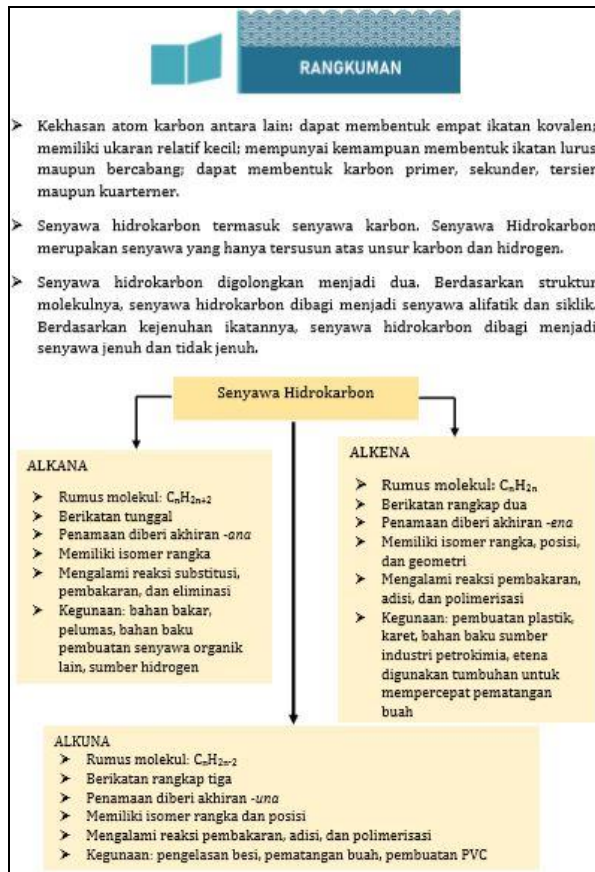 RANGKUMAN
➤ Kekhasan atom karbon antara lain: dapat membentuk empat ikatan kovalen;
memiliki ukaran relatif kecil; mempunyai kemampuan membentuk ikatan lurus
maupun bercabang; dapat membentuk karbon primer, sekunder, tersier
maupun kuarterner.
➤ Senyawa hidrokarbon termasuk senyawa karbon. Senyawa Hidrokarbon
merupakan senyawa yang hanya tersusun atas unsur karbon dan hidrogen.
➤ Senyawa hidrokarbon digolongkan menjadi dua. Berdasarkan struktur
molekulnya, senyawa hidrokarbon dibagi menjadi senyawa alifatik dan siklik.
Berdasarkan kejenuhan ikatannya, senyawa hidrokarbon dibagi menjadi
senyawa jenuh dan tidak jenuh.
Senyawa Hidrokarbon
ALKANA
➤ Rumus molekul: CₙH₂ₙ₊₂
➤ Berikatan tunggal
➤ Penamaan diberi akhiran -ana
➤ Memiliki isomer rangka
➤ Mengalami reaksi substitusi,
pembakaran, dan eliminasi
➤ Kegunaan: bahan bakar,
pelumas, bahan baku
pembuatan senyawa organik
lain, sumber hidrogen
ALKENA
➤ Rumus molekul: CₙH₂ₙ
➤ Berikatan rangkap dua
➤ Penamaan diberi akhiran -ena
➤ Memiliki isomer rangka, posisi,
dan geometri
➤ Mengalami reaksi pembakaran,
adisi, dan polimerisasi
➤ Kegunaan: pembuatan plastik,
karet, bahan baku sumber
industri petrokimia, etena
digunakan tumbuhan untuk
mempercepat pematangan
buah
ALKUNA
➤ Rumus molekul: CₙH₂ₙ₋₂
➤ Berikatan rangkap tiga
➤ Penamaan diberi akhiran -una
➤ Memiliki isomer rangka dan posisi
➤ Mengalami reaksi pembakaran, adisi, dan polimerisasi
➤ Kegunaan: pengelasan besi, pematangan buah, pembuatan PVC